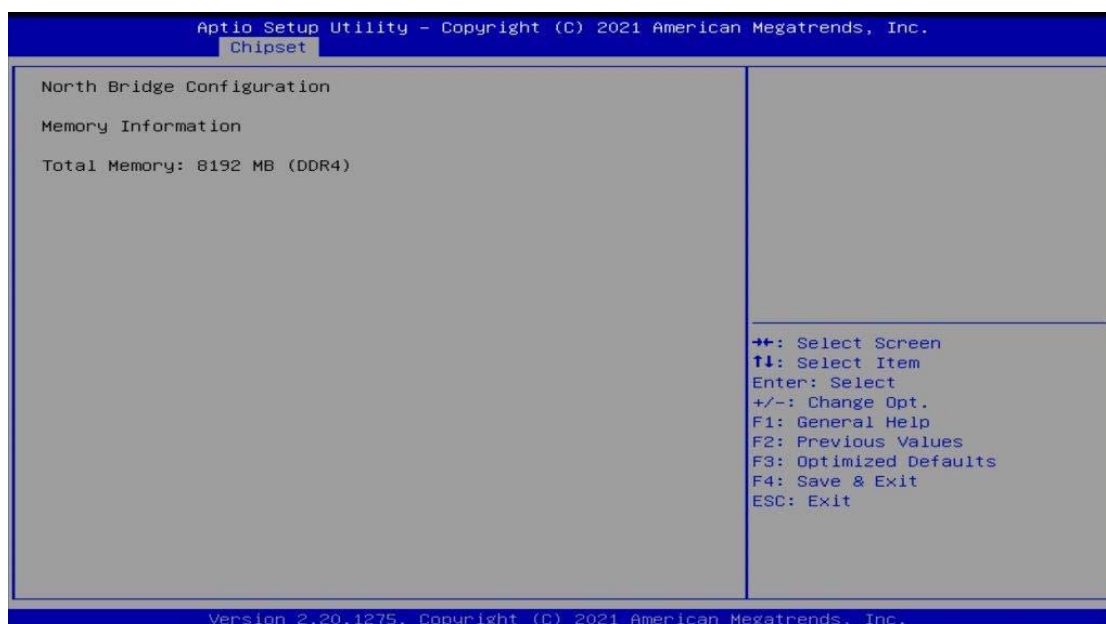 Aptio Setup Utility – Copyright (C) 2021 American Megatrends, Inc.
Chipset
North Bridge Configuration
Memory Information
Total Memory: 8192 MB (DDR4)
→←: Select Screen
↑↓: Select Item
Enter: Select
+/-: Change Opt.
F1: General Help
F2: Previous Values
F3: Optimized Defaults
F4: Save & Exit
ESC: Exit
Version 2.20.1275. Copyright (C) 2021 American Megatrends, Inc.